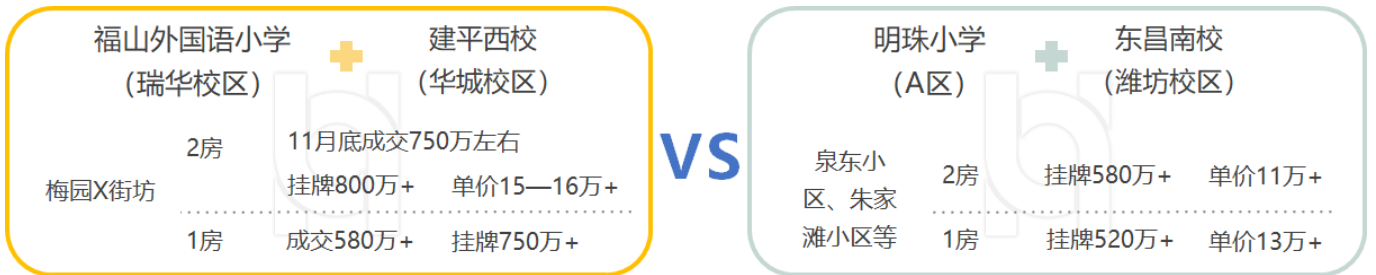 福山外国语小学
（瑞华校区）
建平西校
（华城校区）
2房
11月底成交750万左右
挂牌800万+
单价15—16万+
梅园X街坊
1房
成交580万+
挂牌750万+
VS
明珠小学
（A区）
东昌南校
（潍坊校区）
泉东小
区、朱家
滩小区等
2房
挂牌580万+
单价11万+
1房
挂牌520万+
单价13万+